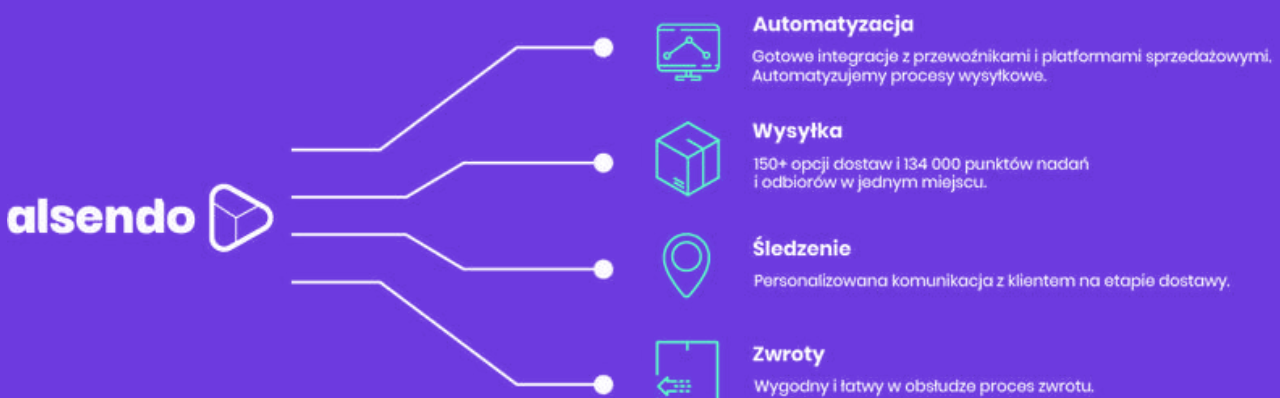 alsendo
Automatyzacja
Gotowe integracje z przewoźnikami i platformami sprzedażowymi.
Automatyzujemy procesy wysyłkowe.
Wysyłka
150+ opcji dostaw i 134 000 punktów nadań
i odbiorów w jednym miejscu.
Śledzenie
Personalizowana komunikacja z klientem na etapie dostawy.
Zwroty
Wygodny i łatwy w obsłudze proces zwrotu.